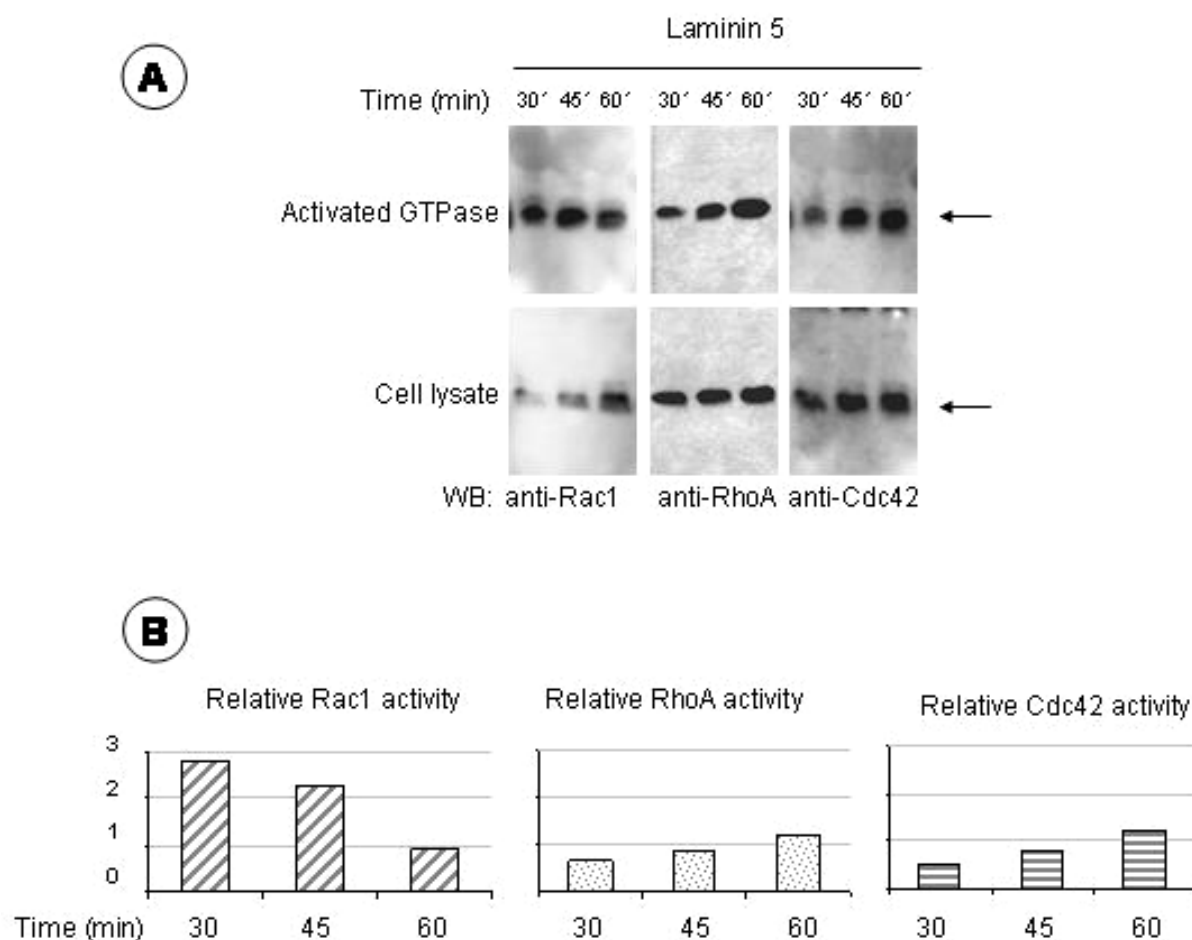 A
Laminin 5
Time (min) 30´ 45´ 60´ 30´ 45´ 60´ 30´ 45´ 60´
Activated GTPase
Cell lysate
WB: anti-Rac1 anti-RhoA anti-Cdc42
B
Relative Rac1 activity Relative RhoA activity Relative Cdc42 activity
3
2
1
0
Time (min) 30 45 60 30 45 60 30 45 60